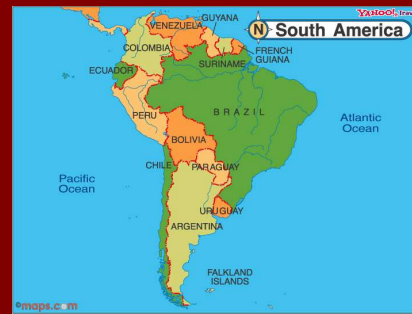 YAHOO! Trav
N South America
GUYANA
VENEZUELA
COLOMBIA
FRENCH
GUIANA
SURINAME
ECUADOR
PERU
BRAZIL
Atlantic
Ocean
BOLIVIA
Pacific
Ocean
CHILE
PARAGUAY
URUGUAY
ARGENTINA
FALKLAND
ISLANDS
©maps.com